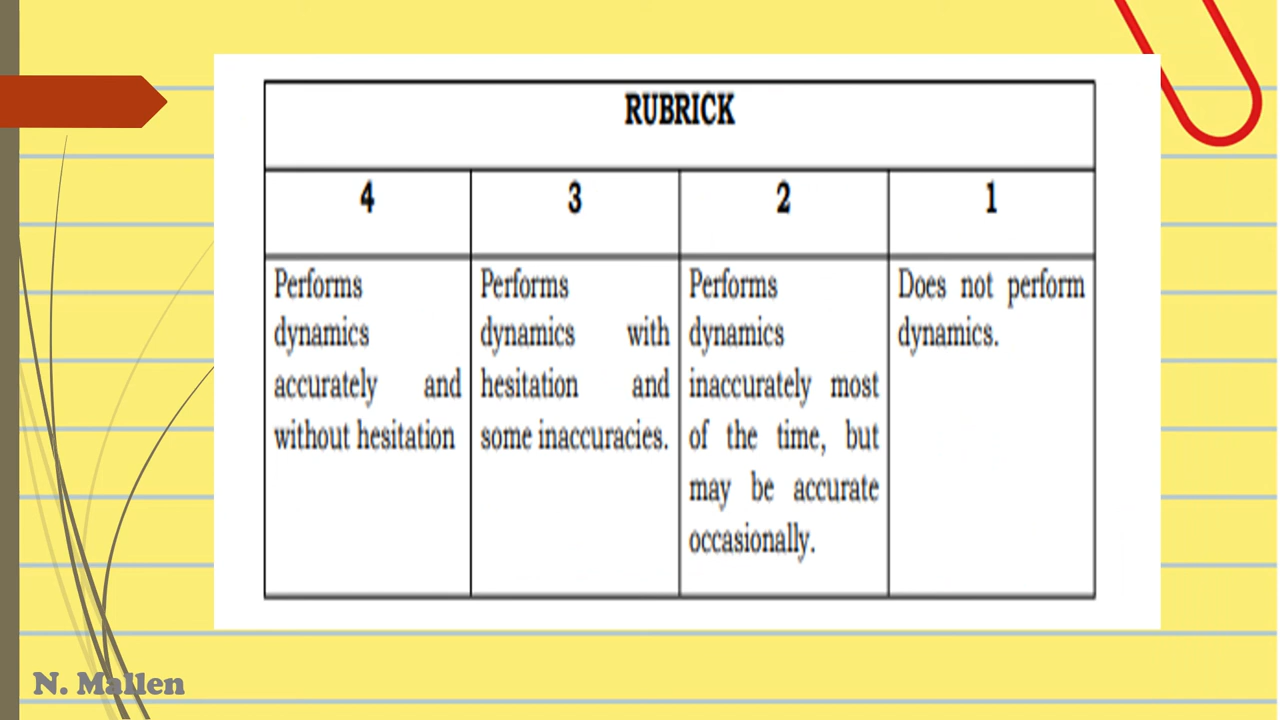 RUBRICK
4
3
2
1
Performs
dynamics
accurately and
without hesitation
Performs
dynamics with
hesitation and
some inaccuracies.
Performs
dynamics
inaccurately most
of the time, but
may be accurate
occasionally.
Does not perform
dynamics.
N. Mallen